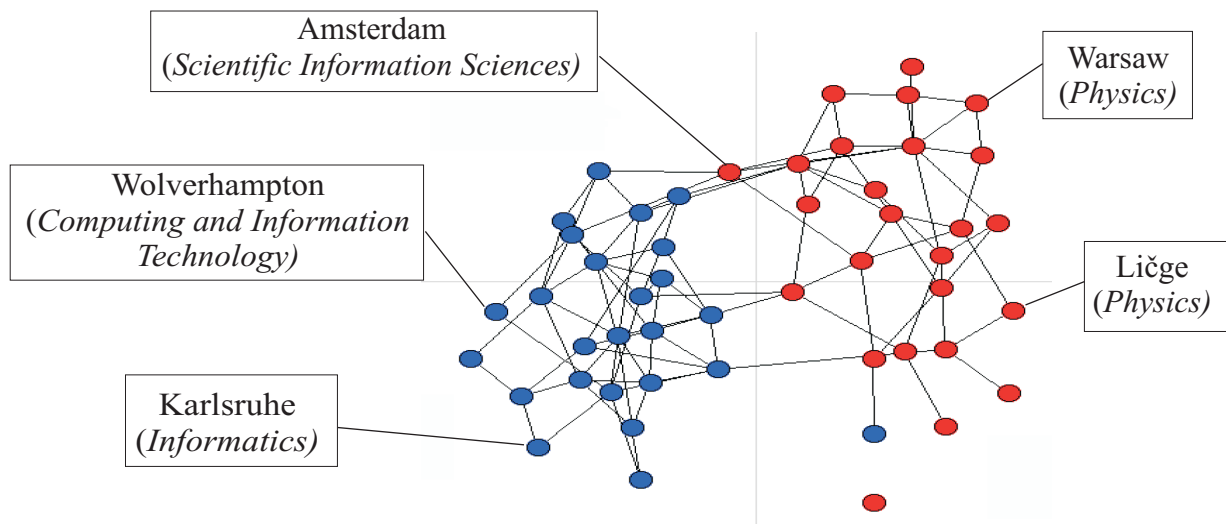 Amsterdam
(Scientific Information Sciences)
Warsaw
(Physics)
Wolverhampton
(Computing and Information
Technology)
Ličge
(Physics)
Karlsruhe
(Informatics)